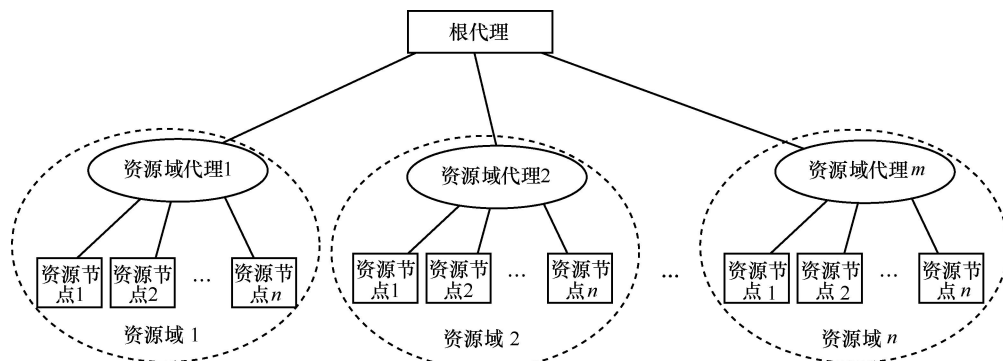 根代理
资源域代理1
资源域代理2
资源域代理m
资源节
点1
资源节
点2
...
资源节
点n
资源节
点1
资源节
点2
...
资源节
点n
...
资源节
点1
资源节
点2
...
资源节
点n
资源域1
资源域2
资源域n